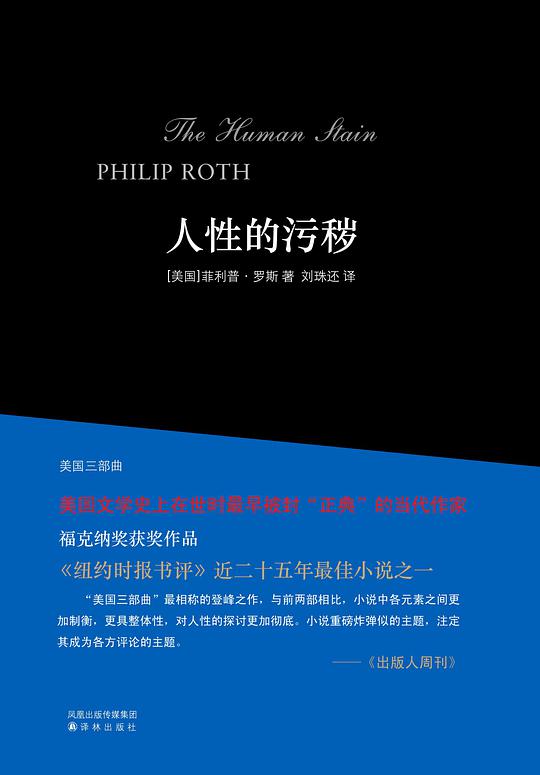 The Human Stain
PHILIP ROTH
人性的污秽
[美国]菲利普·罗斯 著 刘珠还 译
美国三部曲
美国文学史上在世时最早被封“正典”的当代作家
福克纳奖获奖作品
《纽约时报书评》近二十五年最佳小说之一
“美国三部曲”最相称的登峰之作，与前两部相比，小说中各元素之间更
加制衡，更具整体性，对人性的探讨更加彻底。小说重磅炸弹似的主题，注定
其成为各方评论的主题。
——《出版人周刊》
凤凰出版传媒集团
译林出版社